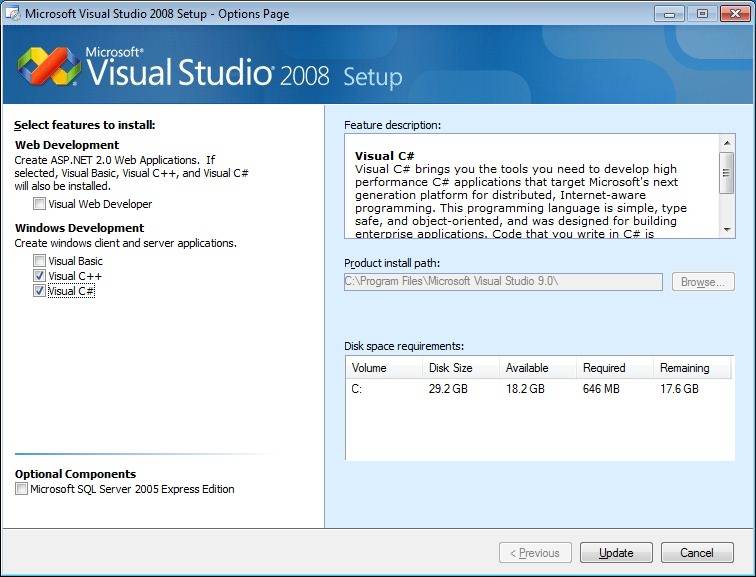 Microsoft Visual Studio 2008 Setup - Options Page
Microsoft®
Visual Studio® 2008 Setup
Select features to install:
Web Development
Create ASP.NET 2.0 Web Applications. If
selected, Visual Basic, Visual C++, and Visual C#
will also be installed.
Visual Web Developer
Windows Development
Create windows client and server applications.
Visual Basic
Visual C++
Visual C#
Optional Components
Microsoft SQL Server 2005 Express Edition
Feature description:
Visual C#
Visual C# brings you the tools you need to develop high
performance C# applications that target Microsoft's next
generation platform for distributed, Internet-aware
programming. This programming language is simple, type
safe, and object-oriented, and was designed for building
enterprise applications. Code that you write in C# is
Product install path:
C:\Program Files\Microsoft Visual Studio 9.0\
Browse...
Disk space requirements:
Volume Disk Size Available Required Remaining
C: 29.2 GB 18.2 GB 646 MB 17.6 GB
< Previous Update Cancel